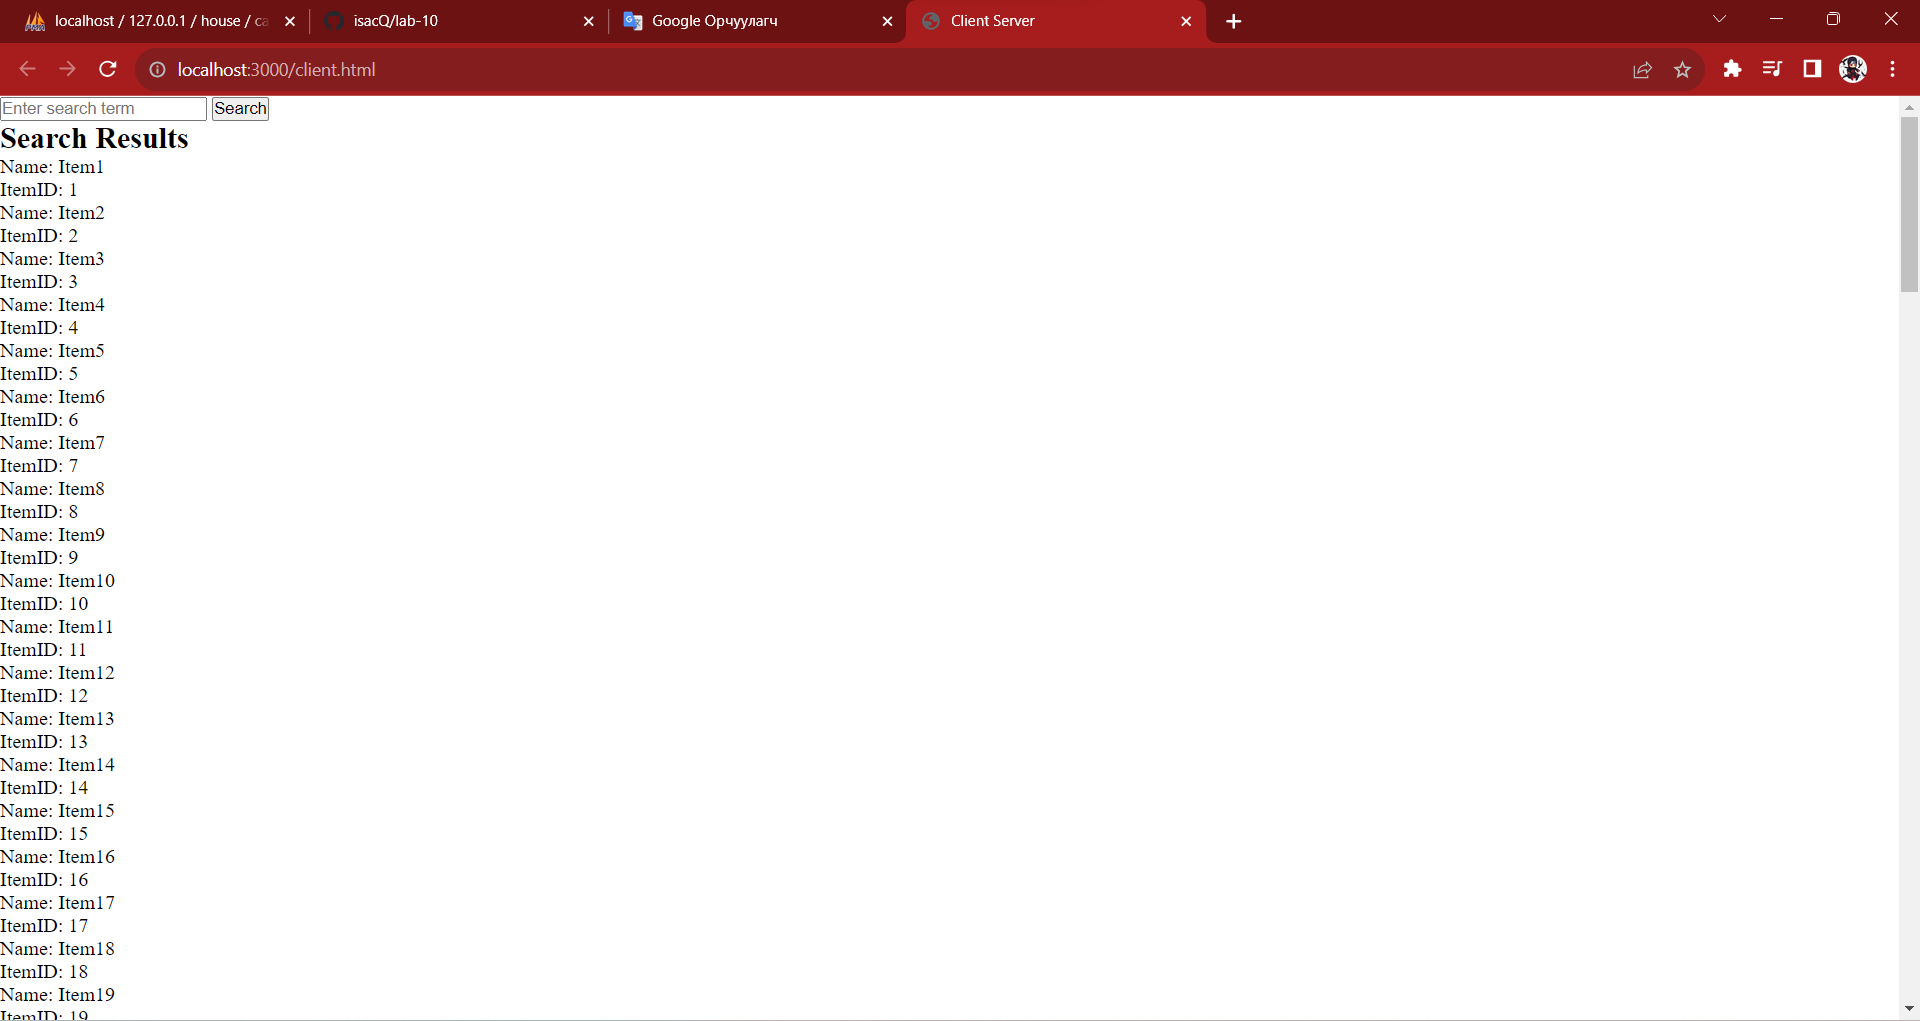 localhost / 127.0.0.1 / house / ca
isacQ/lab-10
Google Орчуулагч
Client Server
localhost:3000/client.html
Enter search term
Search
Search Results
Name: Item1
ItemID: 1
Name: Item2
ItemID: 2
Name: Item3
ItemID: 3
Name: Item4
ItemID: 4
Name: Item5
ItemID: 5
Name: Item6
ItemID: 6
Name: Item7
ItemID: 7
Name: Item8
ItemID: 8
Name: Item9
ItemID: 9
Name: Item10
ItemID: 10
Name: Item11
ItemID: 11
Name: Item12
ItemID: 12
Name: Item13
ItemID: 13
Name: Item14
ItemID: 14
Name: Item15
ItemID: 15
Name: Item16
ItemID: 16
Name: Item17
ItemID: 17
Name: Item18
ItemID: 18
Name: Item19
ItemID: 19